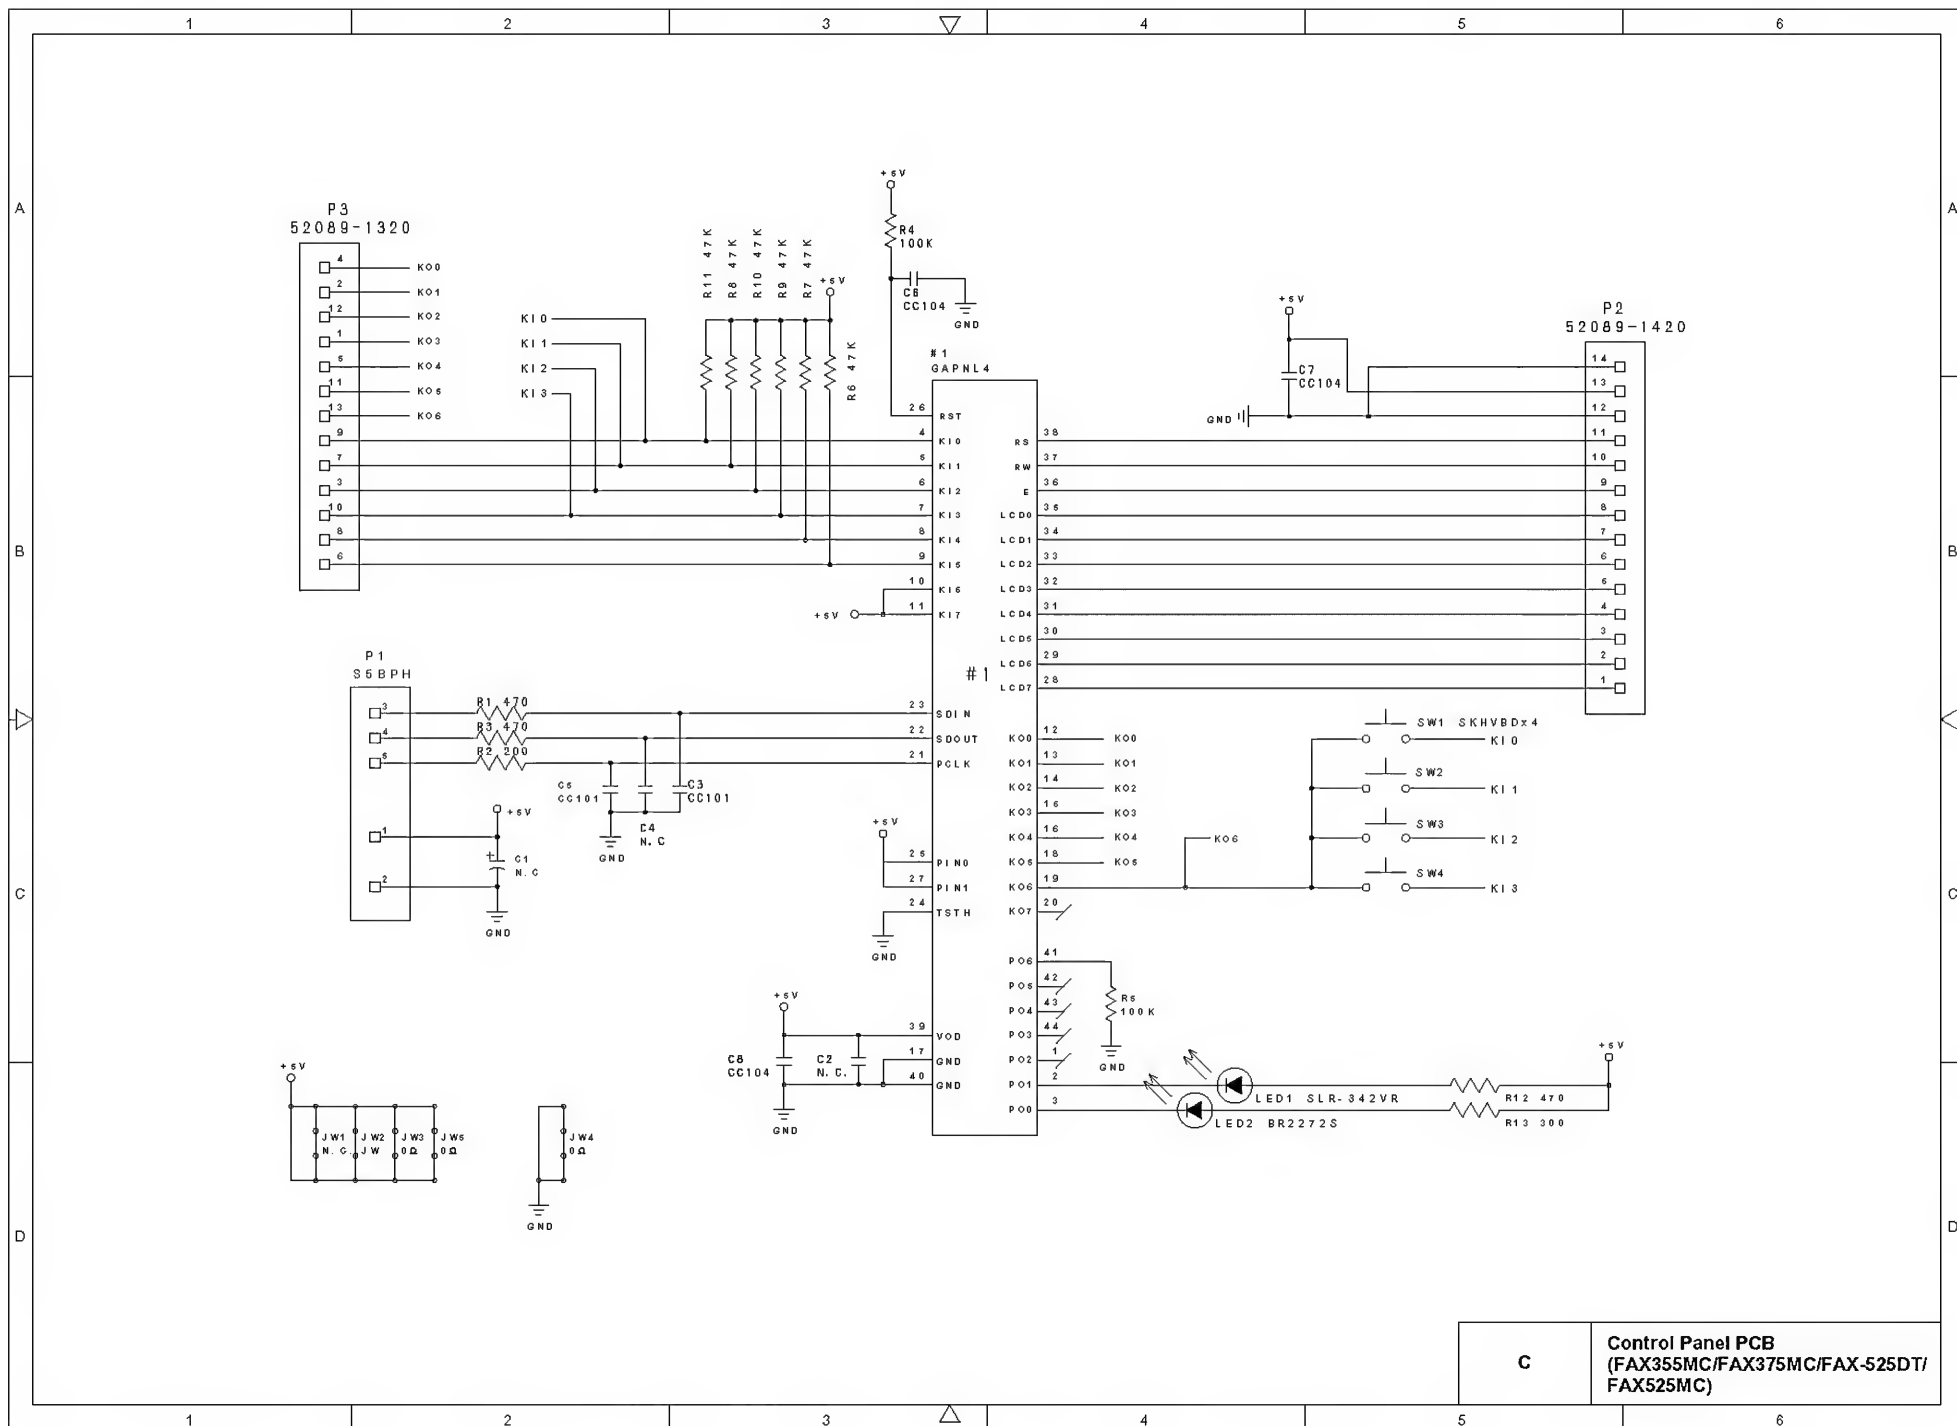 1 2 3 4 5 6
A
A
P3
52089-1320
4 KO0
2 KO1
12 KO2
1 KO3
5 KO4
11 KO5
13 KO6
9
7
3
10
8
6
KI0
KI1
KI2
KI3
R11 47K
R8 47K
R10 47K
R9 47K
R7 47K
+5V
R6 47K
+5V
R4
100K
C6
CC104
GND
#1
GAPNL4
26 RST
4 KI0
5 KI1
6 KI2
7 KI3
8 KI4
9 KI5
10 KI6
+5V 11 KI7
#1
RS 38
RW 37
E 36
LCD0 35
LCD1 34
LCD2 33
LCD3 32
LCD4 31
LCD5 30
LCD6 29
LCD7 28
+5V
C7
CC104
GND
P2
52089-1420
14
13
12
11
10
9
8
7
6
5
4
3
2
1
B
B
P1
S5BPH
3 R1 470
4 R3 470
5 R2 200
1
2
23 SDIN
22 SDOUT
21 PCLK
C5
CC101
C3
CC101
C4
N.C
GND
+5V
C1
N.C
GND
+5V
25 PIN0
27 PIN1
24 TSTH
GND
KO0 12 KO0
KO1 13 KO1
KO2 14 KO2
KO3 15 KO3
KO4 16 KO4
KO5 18 KO5
KO6 19
KO7 20
KO6
SW1 SKHVBDx4
KI0
SW2
KI1
SW3
KI2
SW4
KI3
C
C
PO6 41
PO5 42
PO4 43
PO3 44
PO2 1
PO1 2
PO0 3
R5
100K
GND
+5V
39 VDD
17 GND
40 GND
C8
CC104
C2
N.C.
GND
LED1 SLR-342VR
LED2 BR2272S
+5V
R12 470
R13 300
+5V
JW1
N.C.
JW2
JW
JW3
0Ω
JW5
0Ω
JW4
0Ω
GND
D
D
C
Control Panel PCB
(FAX355MC/FAX375MC/FAX-525DT/
FAX525MC)
1 2 3 4 5 6